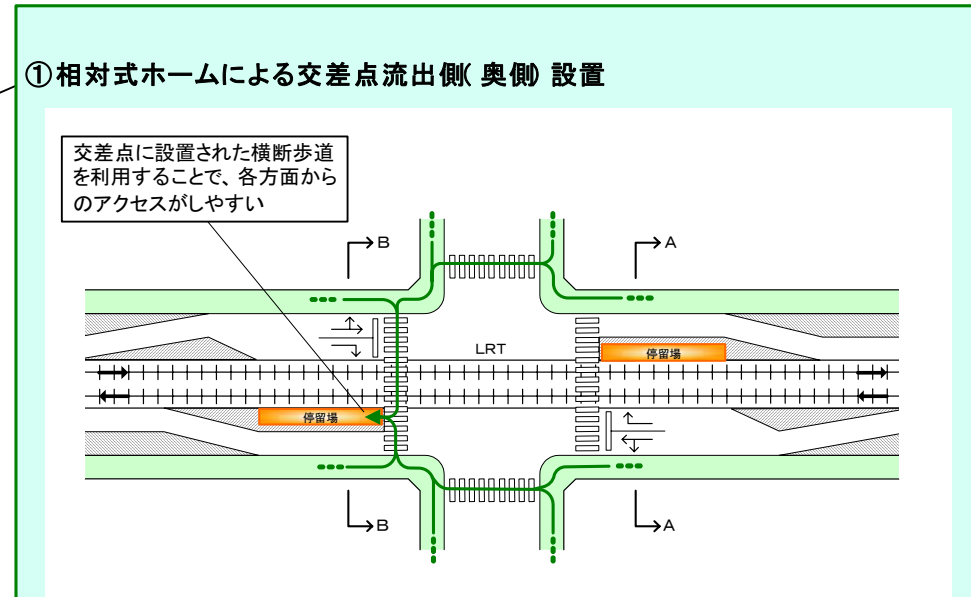 ①相対式ホームによる交差点流出側(奥側)設置
交差点に設置された横断歩道
を利用することで、各方面から
のアクセスがしやすい
B
A
LRT
停留場
停留場
B
A